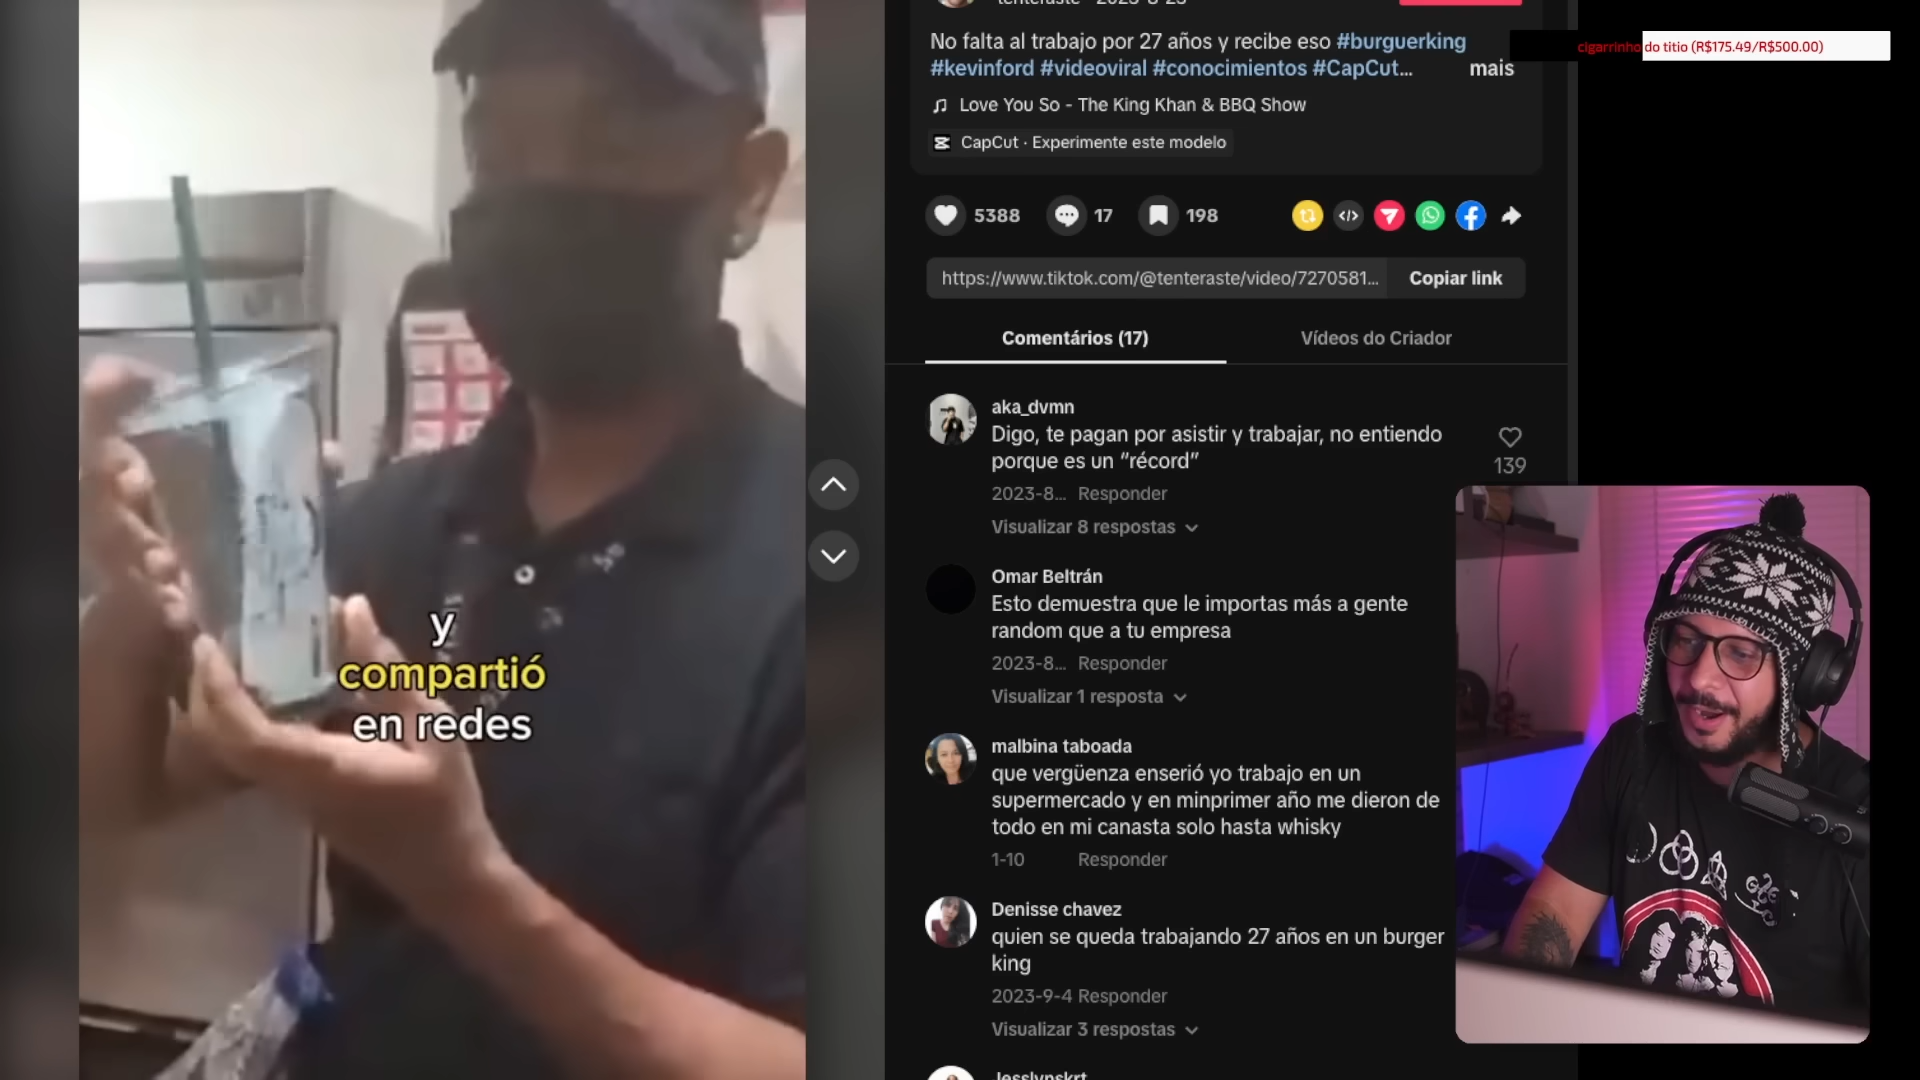 tenteraste · 2023-8-23
No falta al trabajo por 27 años y recibe eso #burguerking
#kevinford #videoviral #conocimientos #CapCut... mais
Love You So - The King Khan & BBQ Show
CapCut · Experimente este modelo
cigarrinho do titio (R$175.49/R$500.00)
5388 17 198
https://www.tiktok.com/@tenteraste/video/7270581... Copiar link
Comentários (17) Vídeos do Criador
aka_dvmn
Digo, te pagan por asistir y trabajar, no entiendo
porque es un “récord”
139
2023-8... Responder
Visualizar 8 respostas
Omar Beltrán
Esto demuestra que le importas más a gente
random que a tu empresa
2023-8... Responder
Visualizar 1 resposta
malbina taboada
que vergüenza enserió yo trabajo en un
supermercado y en minprimer año me dieron de
todo en mi canasta solo hasta whisky
1-10 Responder
Denisse chavez
quien se queda trabajando 27 años en un burger
king
2023-9-4 Responder
Visualizar 3 respostas
Jesslynskrt
y
compartió
en redes